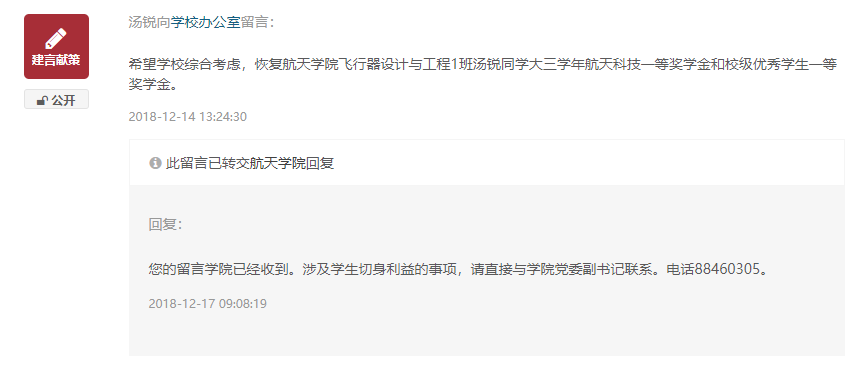 汤锐向学校办公室留言：
建言献策
希望学校综合考虑，恢复航天学院飞行器设计与工程1班汤锐同学大三学年航天科技一等奖学金和校级优秀学生一等
奖学金。
公开
2018-12-14 13:24:30
此留言已转交航天学院回复
回复：
您的留言学院已经收到。涉及学生切身利益的事项，请直接与学院党委副书记联系。电话88460305。
2018-12-17 09:08:19